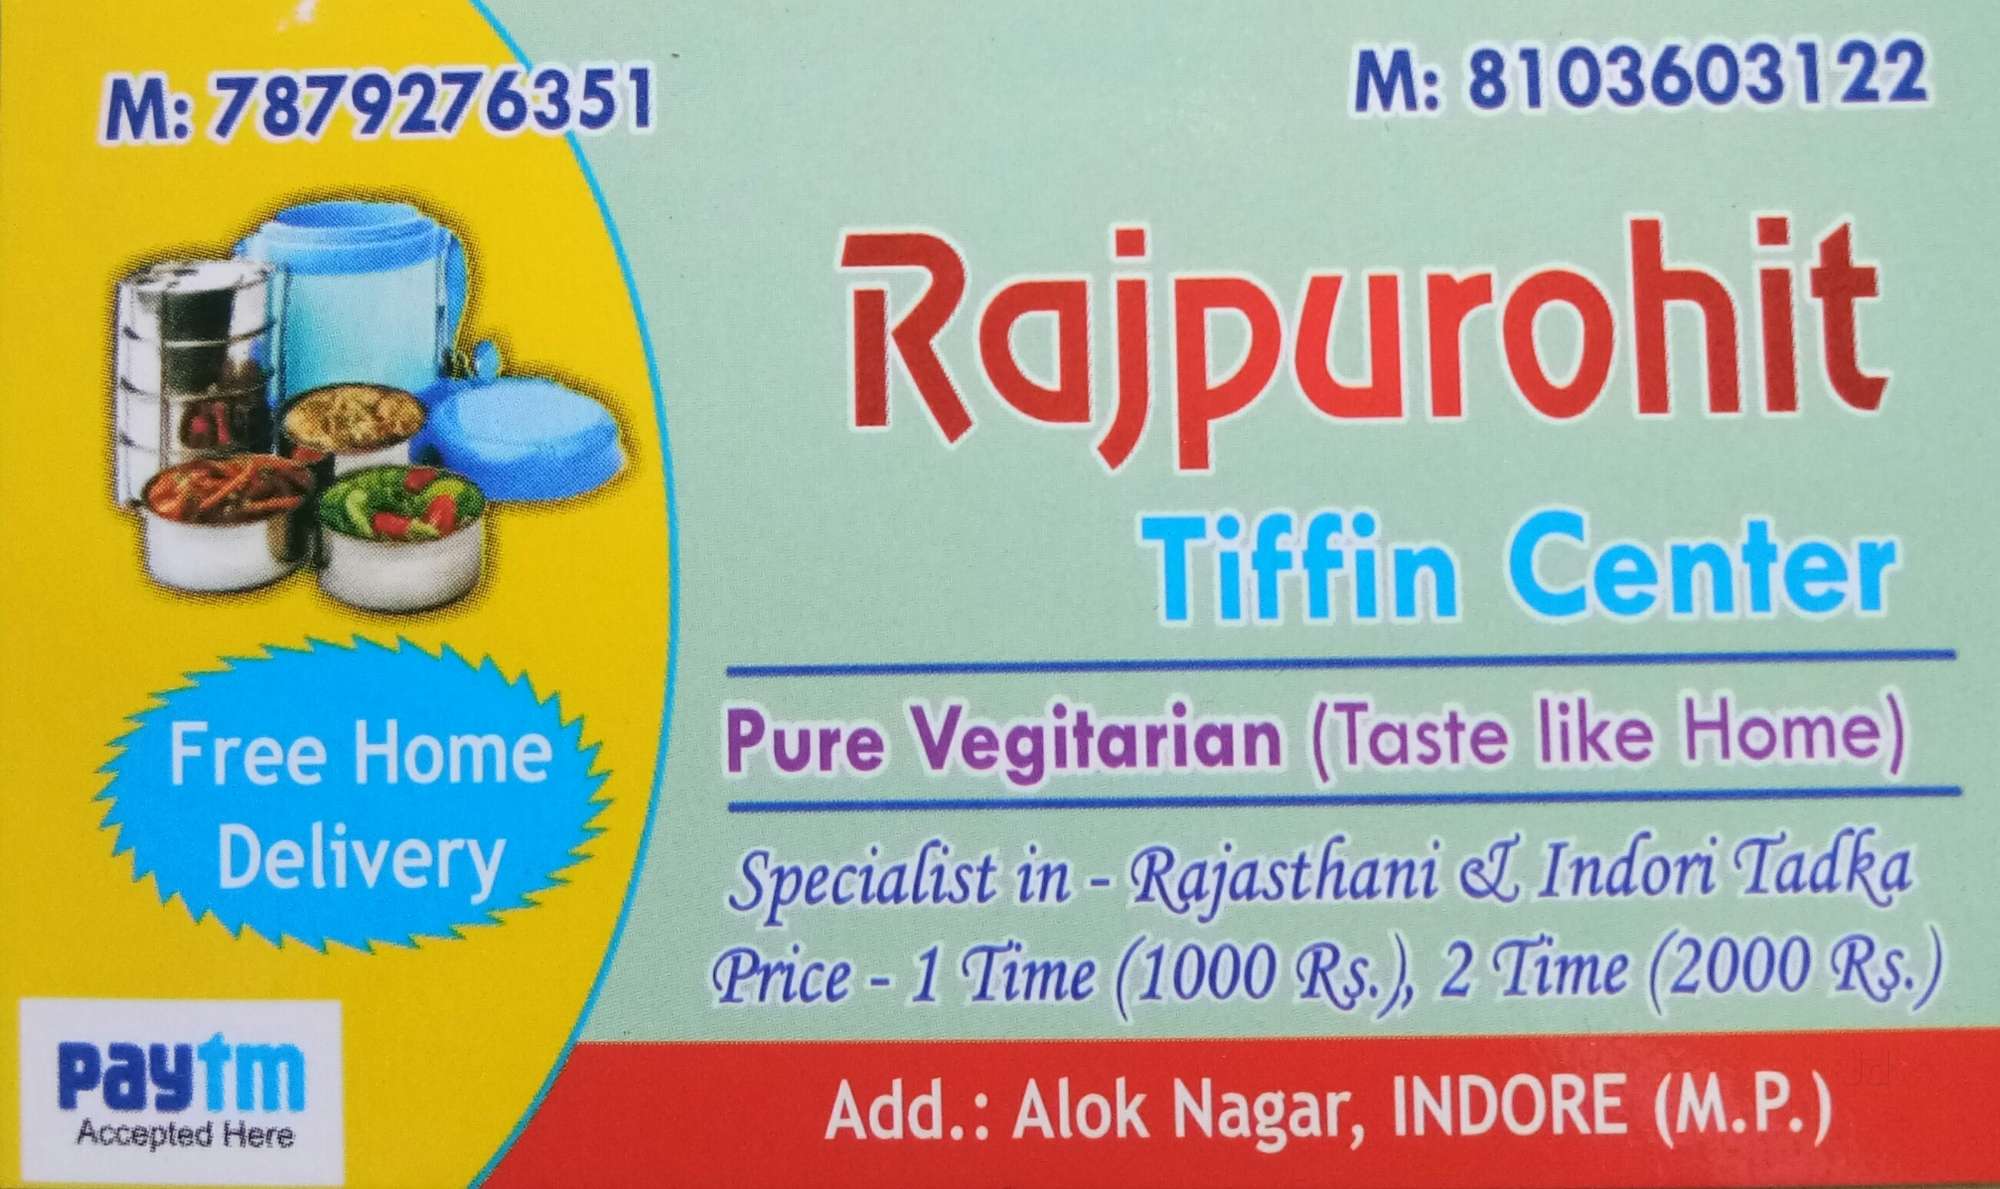 M: 7879276351
M: 8103603122
Rajpurohit
Tiffin Center
Pure Vegitarian (Taste like Home)
Specialist in - Rajasthani & Indori Tadka
Price - 1 Time (1000 Rs.), 2 Time (2000 Rs.)
Free Home
Delivery
paytm
Accepted Here
Add.: Alok Nagar, INDORE (M.P.)
Jd